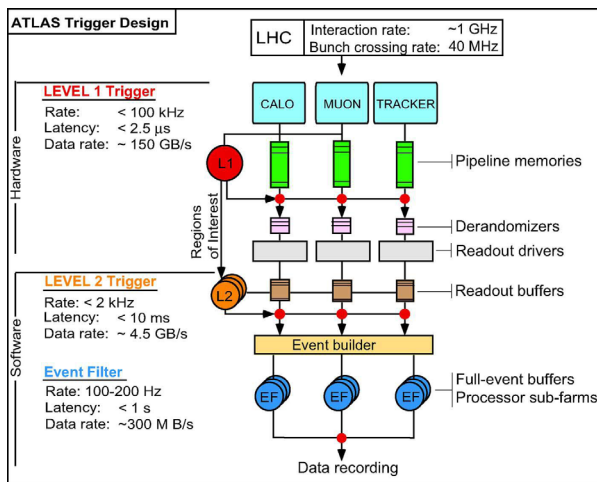 ATLAS Trigger Design
LHC
Interaction rate: ~1 GHz
Bunch crossing rate: 40 MHz
Hardware
LEVEL 1 Trigger
Rate: < 100 kHz
Latency: < 2.5 μs
Data rate: ~ 150 GB/s
CALO
MUON
TRACKER
L1
Pipeline memories
Regions
of Interest
Derandomizers
Readout drivers
Software
LEVEL 2 Trigger
Rate: < 2 kHz
Latency: < 10 ms
Data rate: ~ 4.5 GB/s
L2
Readout buffers
Event builder
Event Filter
Rate: 100-200 Hz
Latency: < 1 s
Data rate: ~300 M B/s
EF
EF
EF
Full-event buffers
Processor sub-farms
Data recording